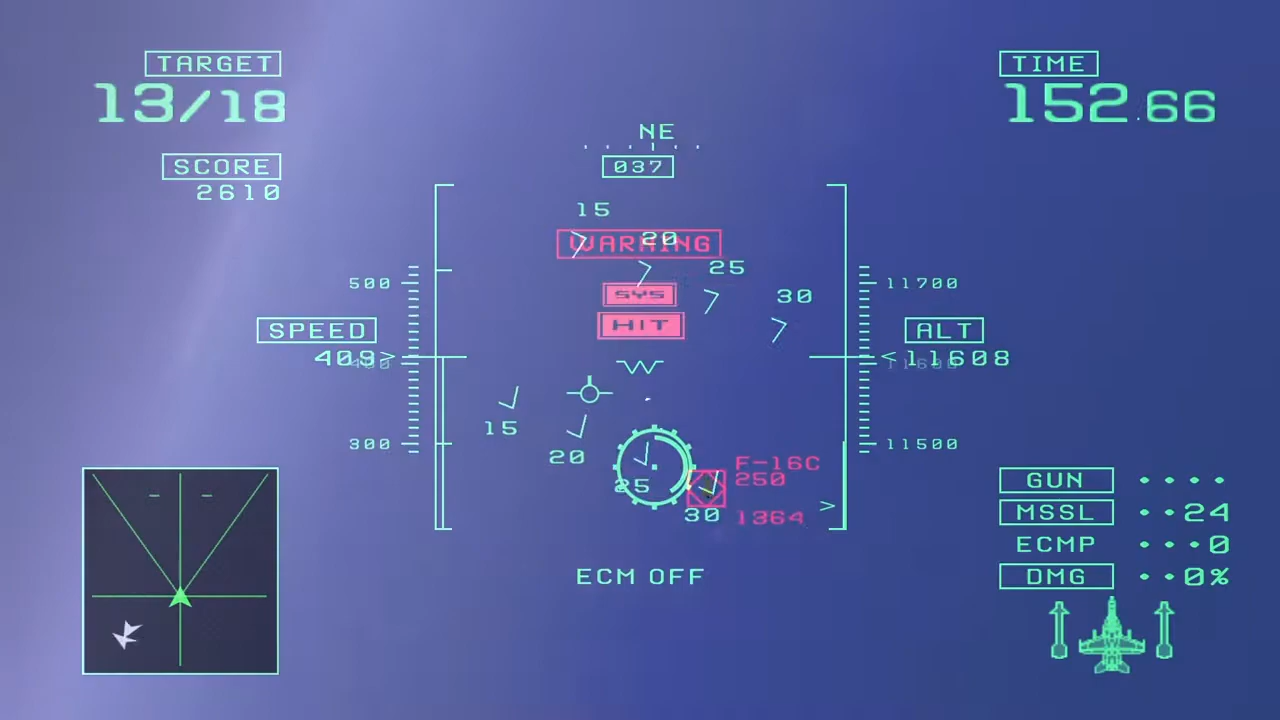 TARGET
13/18
SCORE
2610
TIME
152.66
NE
037
15
WARNING
20
25
30
SYS
HIT
500
SPEED
409>
400
300
11700
ALT
<11608
11600
11500
15
20
25
30
F-16C
250
1364
ECM OFF
GUN
MSSL 24
ECMP 0
DMG 0%